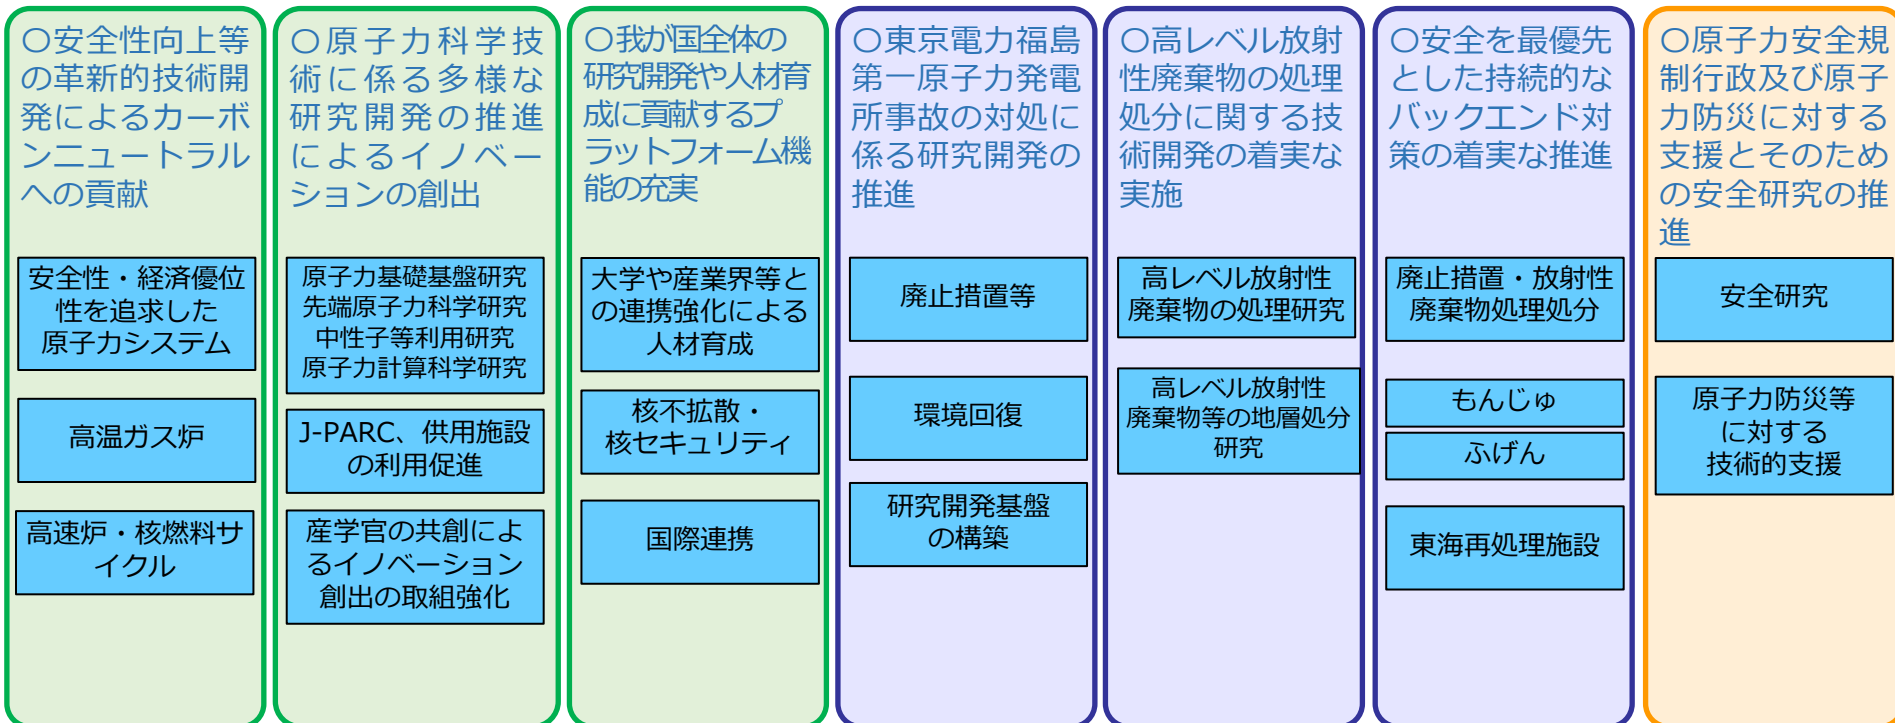 〇安全性向上等
の革新的技術開
発によるカーボ
ンニュートラル
への貢献
安全性・経済優位
性を追求した
原子力システム
高温ガス炉
高速炉・核燃料サ
イクル
〇原子力科学技
術に係る多様な
研究開発の推進
によるイノベー
ションの創出
原子力基礎基盤研究
先端原子力科学研究
中性子等利用研究
原子力計算科学研究
J-PARC、供用施設
の利用促進
産学官の共創によ
るイノベーション
創出の取組強化
〇我が国全体の
研究開発や人材育
成に貢献するプ
ラットフォーム機
能の充実
大学や産業界等と
の連携強化による
人材育成
核不拡散・
核セキュリティ
国際連携
〇東京電力福島
第一原子力発電
所事故の対処に
係る研究開発の
推進
廃止措置等
環境回復
研究開発基盤
の構築
〇高レベル放射
性廃棄物の処理
処分に関する技
術開発の着実な
実施
高レベル放射性
廃棄物の処理研究
高レベル放射性
廃棄物等の地層処分
研究
〇安全を最優先
とした持続的な
バックエンド対
策の着実な推進
廃止措置・放射性
廃棄物処理処分
もんじゅ
ふげん
東海再処理施設
〇原子力安全規
制行政及び原子
力防災に対する
支援とそのため
の安全研究の推
進
安全研究
原子力防災等
に対する
技術的支援